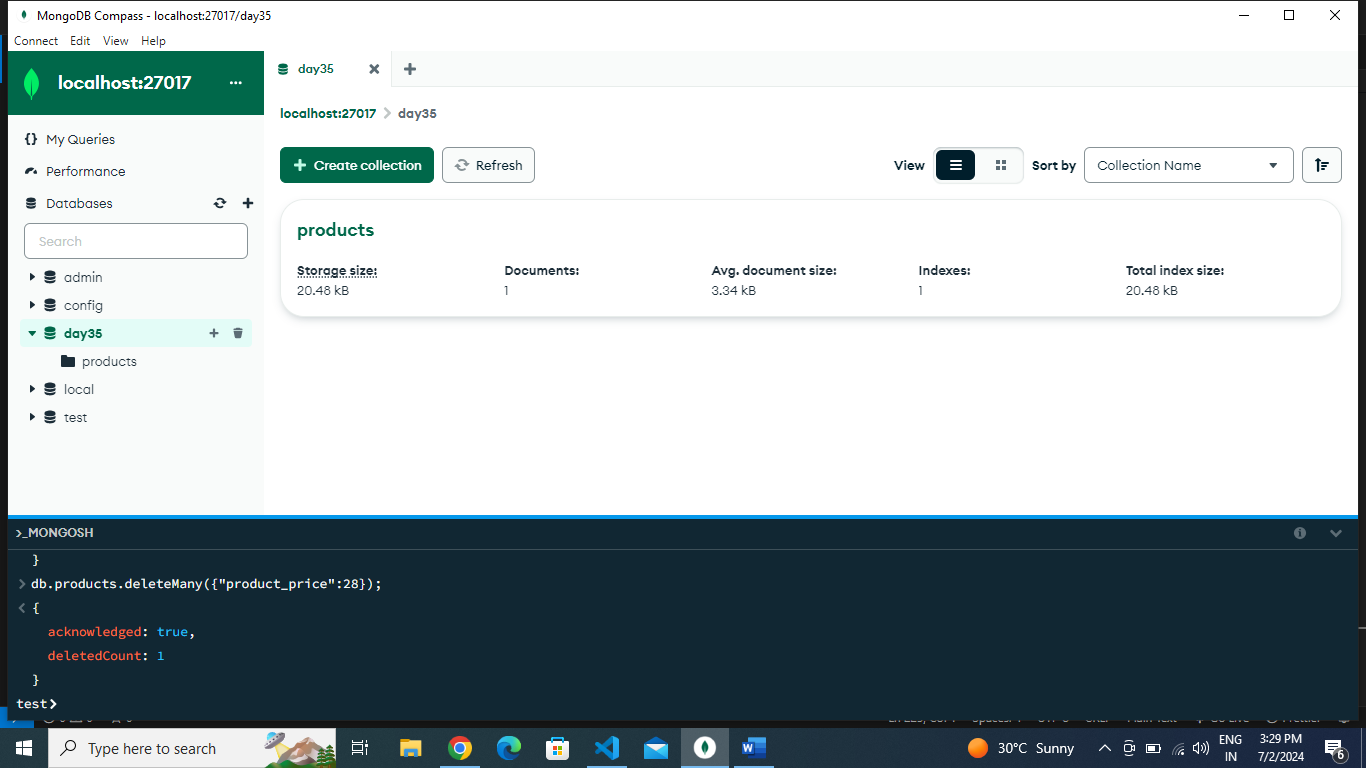 MongoDB Compass - localhost:27017/day35
Connect Edit View Help
localhost:27017 ...
day35
localhost:27017 > day35
{} My Queries
Performance
Databases
Search
admin
config
day35
products
local
test
+ Create collection
Refresh
View
Sort by
Collection Name
products
Storage size: Documents: Avg. document size: Indexes: Total index size:
20.48 kB 1 3.34 kB 1 20.48 kB
>_MONGOSH
}
> db.products.deleteMany({"product_price":28});
< {
acknowledged: true,
deletedCount: 1
}
test>
Type here to search
30°C Sunny
ENG
IN
3:29 PM
7/2/2024
6